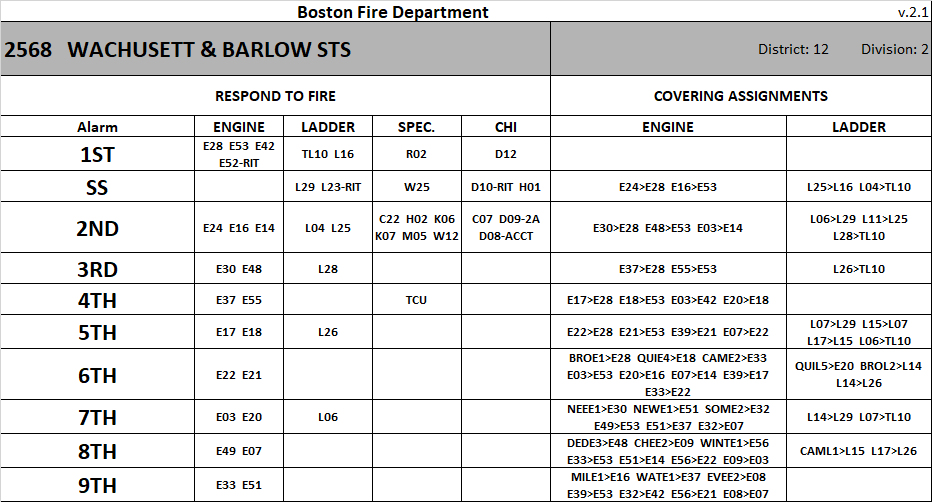 Boston Fire Department v.2.1
2568 WACHUSETT & BARLOW STS District: 12 Division: 2
RESPOND TO FIRE COVERING ASSIGNMENTS
Alarm ENGINE LADDER SPEC. CHI ENGINE LADDER
1ST E28 E53 E42 E52-RIT TL10 L16 R02 D12
SS L29 L23-RIT W25 D10-RIT H01 E24>E28 E16>E53 L25>L16 L04>TL10
2ND E24 E16 E14 L04 L25 C22 H02 K06 K07 M05 W12 C07 D09-2A D08-ACCT E30>E28 E48>E53 E03>E14 L06>L29 L11>L25 L28>TL10
3RD E30 E48 L28 E37>E28 E55>E53 L26>TL10
4TH E37 E55 TCU E17>E28 E18>E53 E03>E42 E20>E18
5TH E17 E18 L26 E22>E28 E21>E53 E39>E21 E07>E22 L07>L29 L15>L07 L17>L15 L06>TL10
6TH E22 E21 BROE1>E28 QUIE4>E18 CAME2>E33 E03>E53 E20>E16 E07>E14 E39>E17 E33>E22 QUIL5>E20 BROL2>L14 L14>L26
7TH E03 E20 L06 NEEE1>E30 NEWE1>E51 SOME2>E32 E49>E53 E51>E37 E32>E07 L14>L29 L07>TL10
8TH E49 E07 DEDE3>E48 CHEE2>E09 WINTE1>E56 E33>E53 E51>E14 E56>E22 E09>E03 CAML1>L15 L17>L26
9TH E33 E51 MILE1>E16 WATE1>E37 EVEE2>E08 E39>E53 E32>E42 E56>E21 E08>E07